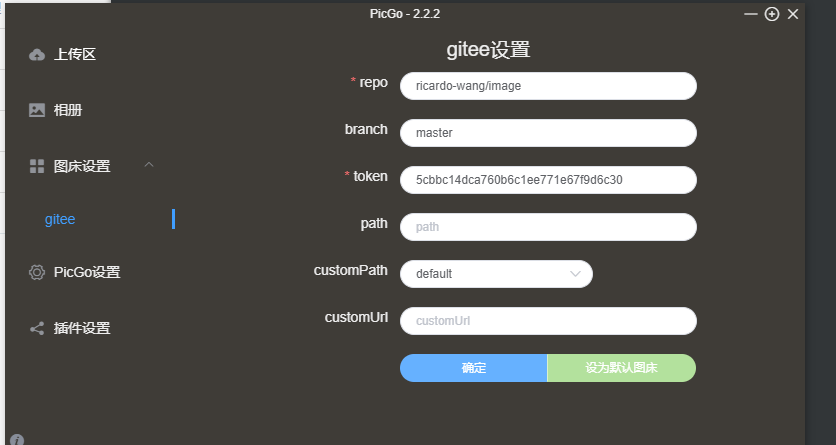 PicGo - 2.2.2
上传区
相册
图床设置
gitee
PicGo设置
插件设置
gitee设置
* repo
ricardo-wang/image
branch
master
* token
5cbbc14dca760b6c1ee771e67f9d6c30
path
path
customPath
default
customUrl
customUrl
确定
设为默认图床